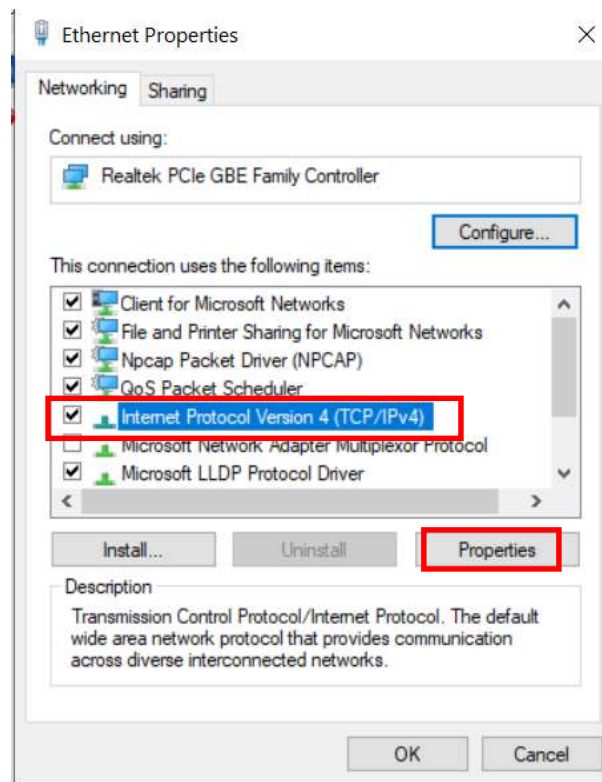 Ethernet Properties
Networking Sharing
Connect using:
Realtek PCIe GBE Family Controller
Configure...
This connection uses the following items:
Client for Microsoft Networks
File and Printer Sharing for Microsoft Networks
Npcap Packet Driver (NPCAP)
QoS Packet Scheduler
Internet Protocol Version 4 (TCP/IPv4)
Microsoft Network Adapter Multiplexor Protocol
Microsoft LLDP Protocol Driver
Install... Uninstall Properties
Description
Transmission Control Protocol/Internet Protocol. The default
wide area network protocol that provides communication
across diverse interconnected networks.
OK Cancel